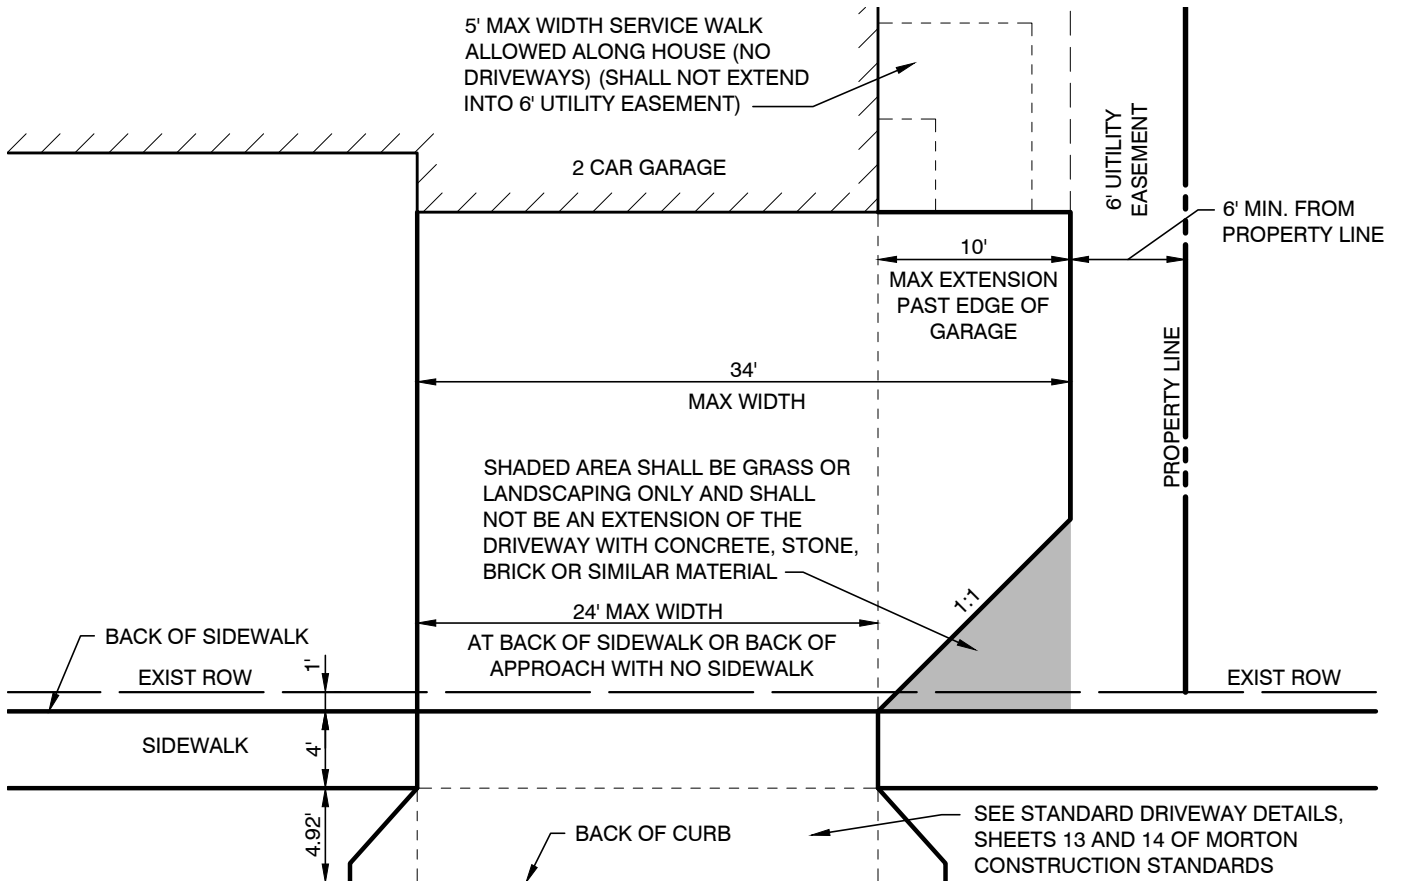 5' MAX WIDTH SERVICE WALK
ALLOWED ALONG HOUSE (NO
DRIVEWAYS) (SHALL NOT EXTEND
INTO 6' UTILITY EASEMENT)
2 CAR GARAGE
6' UITILITY
EASEMENT
6' MIN. FROM
PROPERTY LINE
10'
MAX EXTENSION
PAST EDGE OF
GARAGE
34'
MAX WIDTH
PROPERTY LINE
SHADED AREA SHALL BE GRASS OR
LANDSCAPING ONLY AND SHALL
NOT BE AN EXTENSION OF THE
DRIVEWAY WITH CONCRETE, STONE,
BRICK OR SIMILAR MATERIAL
1:1
24' MAX WIDTH
AT BACK OF SIDEWALK OR BACK OF
APPROACH WITH NO SIDEWALK
BACK OF SIDEWALK
EXIST ROW
1'
EXIST ROW
SIDEWALK
4'
4.92'
BACK OF CURB
SEE STANDARD DRIVEWAY DETAILS,
SHEETS 13 AND 14 OF MORTON
CONSTRUCTION STANDARDS